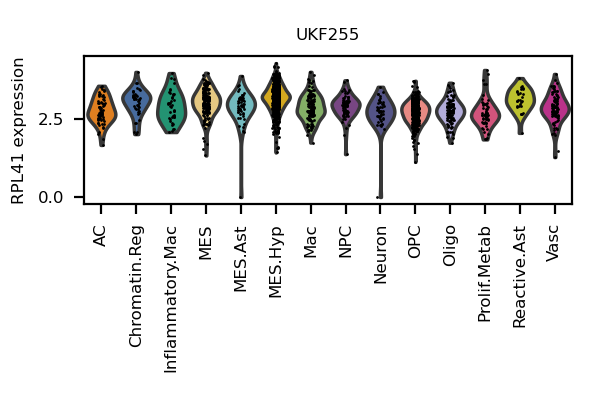 UKF255
RPL41 expression
2.5
0.0
AC
Chromatin.Reg
Inflammatory.Mac
MES
MES.Ast
MES.Hyp
Mac
NPC
Neuron
OPC
Oligo
Prolif.Metab
Reactive.Ast
Vasc